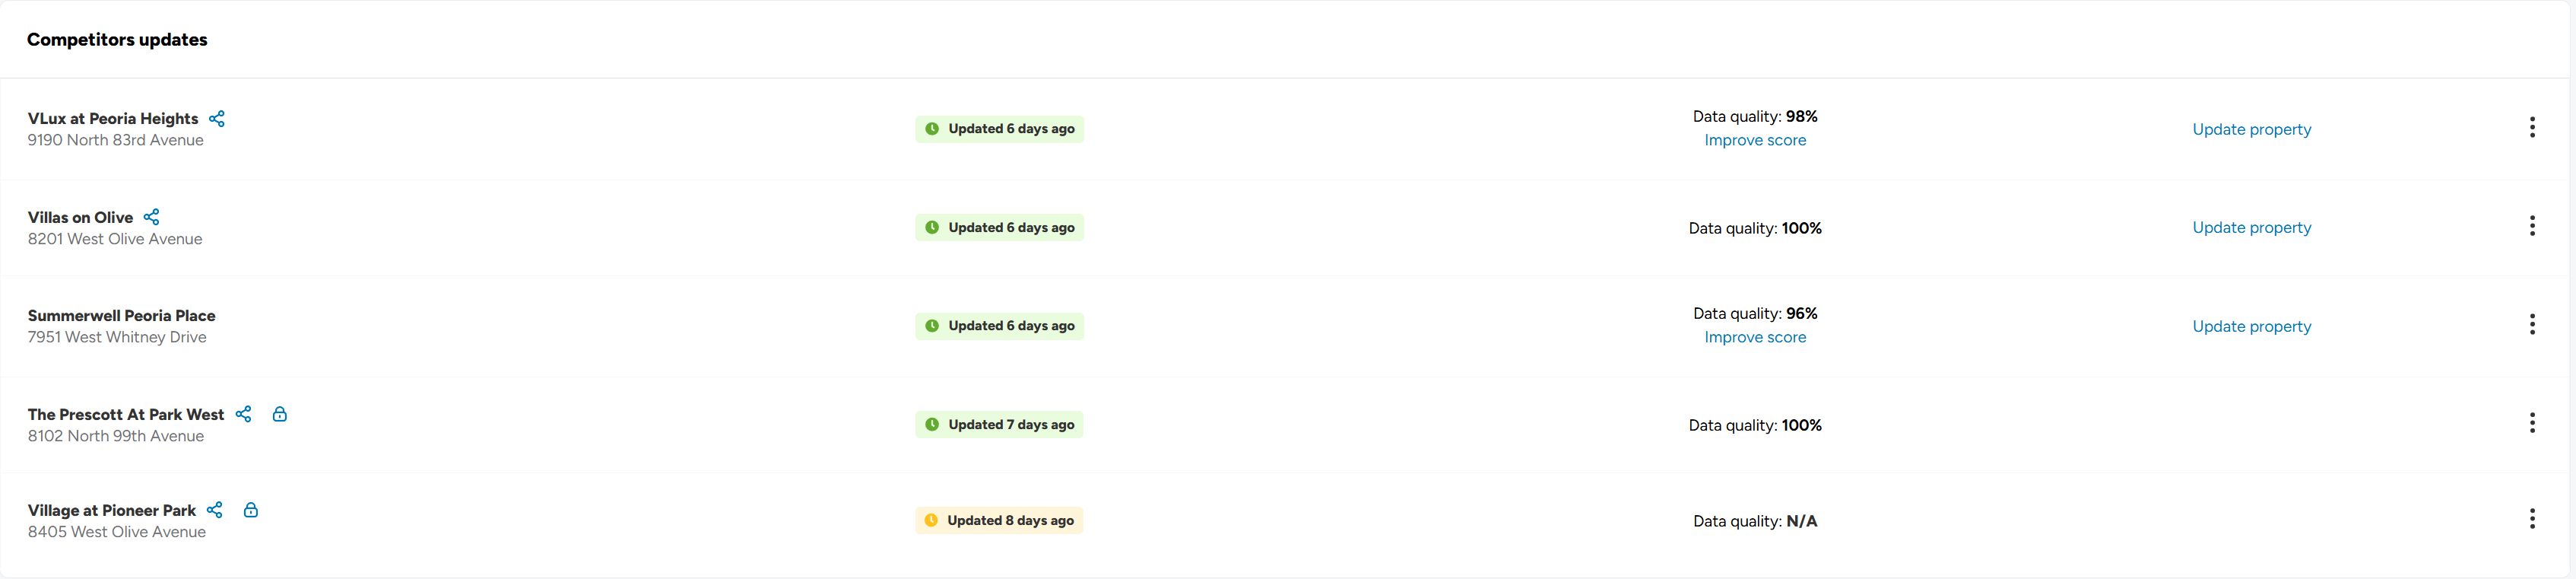 Competitors updates
VLux at Peoria Heights
9190 North 83rd Avenue
Updated 6 days ago
Data quality: 98%
Improve score
Update property
Villas on Olive
8201 West Olive Avenue
Updated 6 days ago
Data quality: 100%
Update property
Summerwell Peoria Place
7951 West Whitney Drive
Updated 6 days ago
Data quality: 96%
Improve score
Update property
The Prescott At Park West
8102 North 99th Avenue
Updated 7 days ago
Data quality: 100%
Village at Pioneer Park
8405 West Olive Avenue
Updated 8 days ago
Data quality: N/A